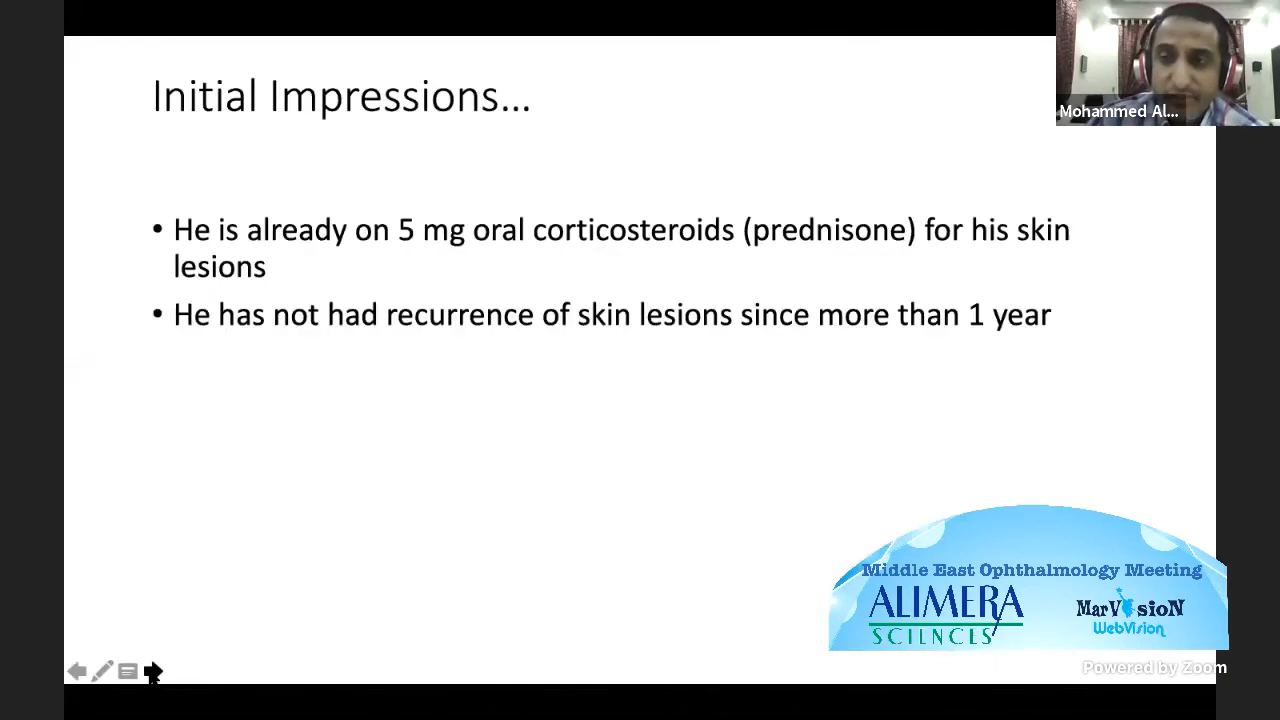 Initial Impressions...
Mohammed Al...
• He is already on 5 mg oral corticosteroids (prednisone) for his skin
lesions
• He has not had recurrence of skin lesions since more than 1 year
Middle East Ophthalmology Meeting
ALIMERA
SCIENCES
MarVisioN
WebVision
Powered by Zoom